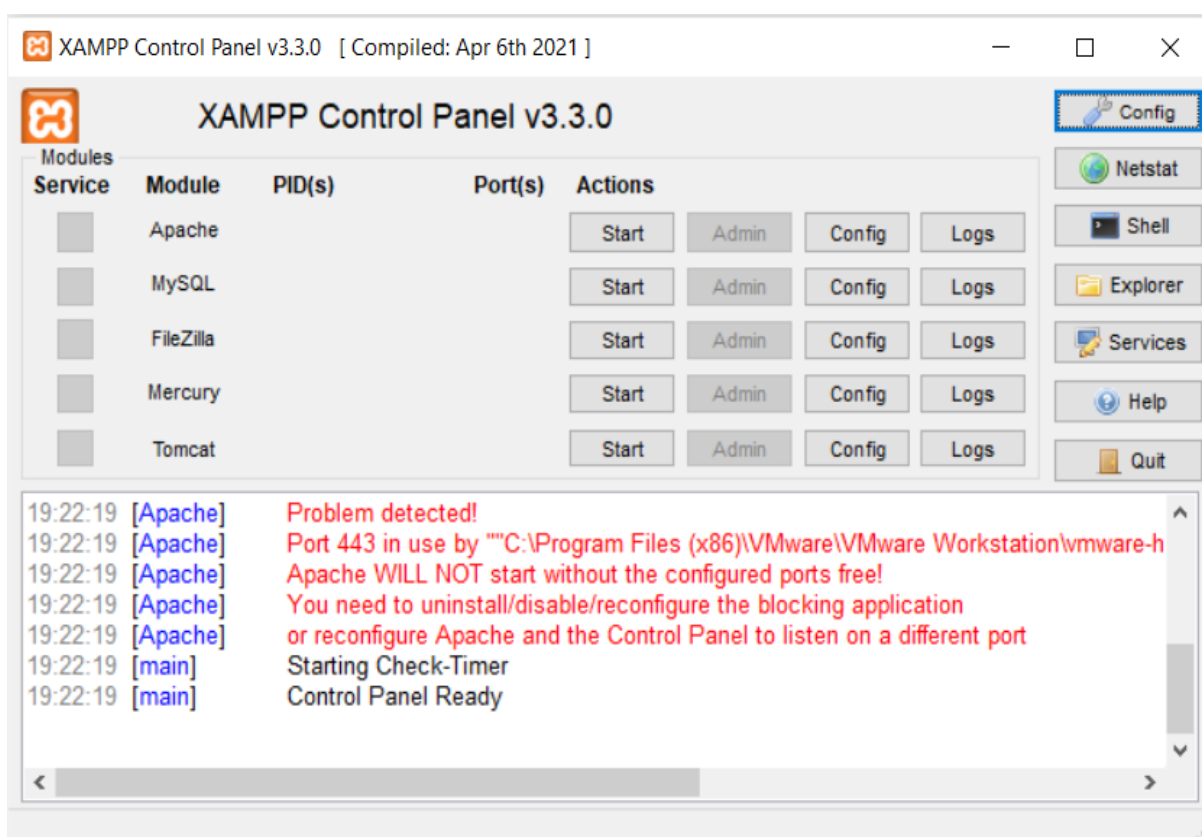 XAMPP Control Panel v3.3.0 [ Compiled: Apr 6th 2021 ]
XAMPP Control Panel v3.3.0
Modules
Service Module PID(s) Port(s) Actions
Apache Start Admin Config Logs
MySQL Start Admin Config Logs
FileZilla Start Admin Config Logs
Mercury Start Admin Config Logs
Tomcat Start Admin Config Logs
Config
Netstat
Shell
Explorer
Services
Help
Quit
19:22:19 [Apache] Problem detected!
19:22:19 [Apache] Port 443 in use by ""C:\Program Files (x86)\VMware\VMware Workstation\vmware-h
19:22:19 [Apache] Apache WILL NOT start without the configured ports free!
19:22:19 [Apache] You need to uninstall/disable/reconfigure the blocking application
19:22:19 [Apache] or reconfigure Apache and the Control Panel to listen on a different port
19:22:19 [main] Starting Check-Timer
19:22:19 [main] Control Panel Ready